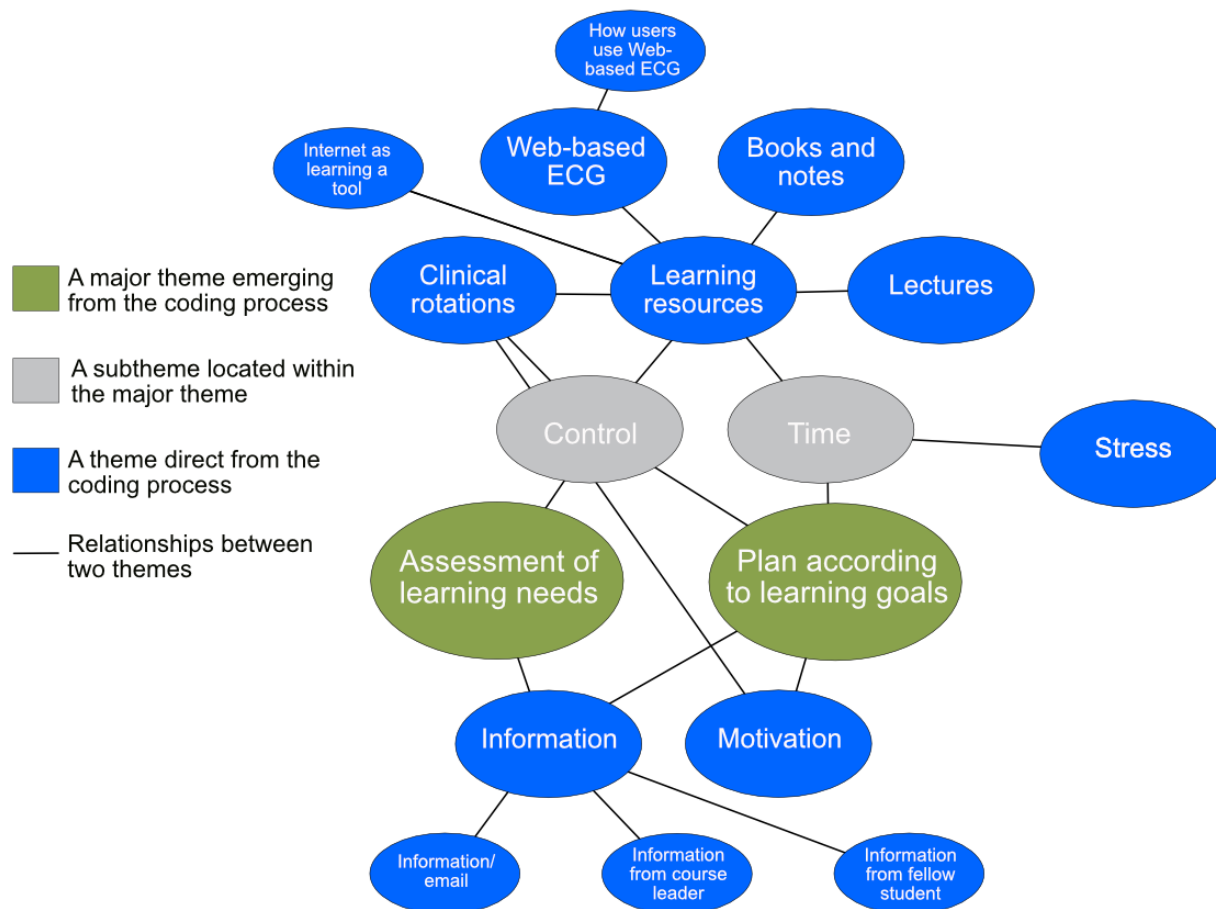 How users
use Web-
based ECG
Web-based
ECG
Books and
notes
Internet as
learning a
tool
Clinical
rotations
Learning
resources
Lectures
A major theme emerging
from the coding process
A subtheme located within
the major theme
A theme direct from the
coding process
Relationships between
two themes
Control
Time
Stress
Assessment of
learning needs
Plan according
to learning goals
Information
Motivation
Information/
email
Information
from course
leader
Information
from fellow
student